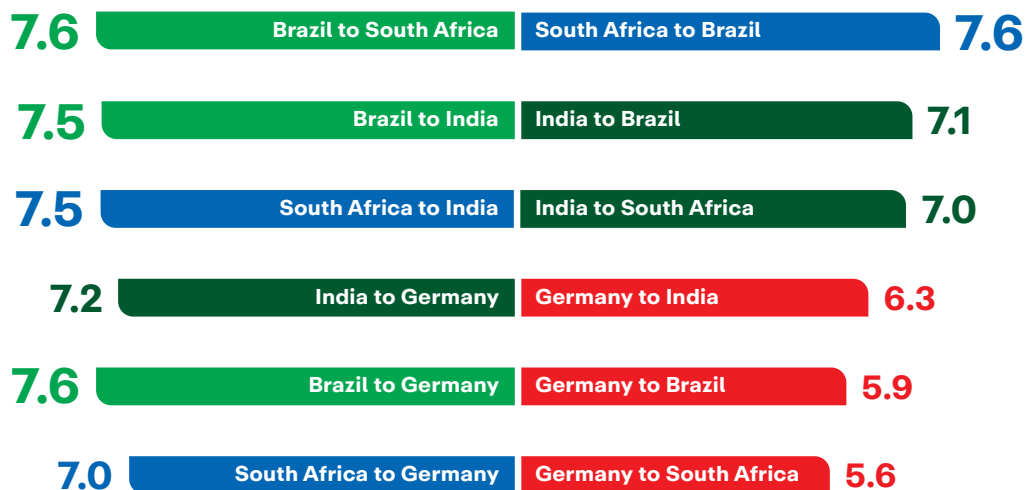 7.6 Brazil to South Africa South Africa to Brazil 7.6
7.5 Brazil to India India to Brazil 7.1
7.5 South Africa to India India to South Africa 7.0
7.2 India to Germany Germany to India 6.3
7.6 Brazil to Germany Germany to Brazil 5.9
7.0 South Africa to Germany Germany to South Africa 5.6